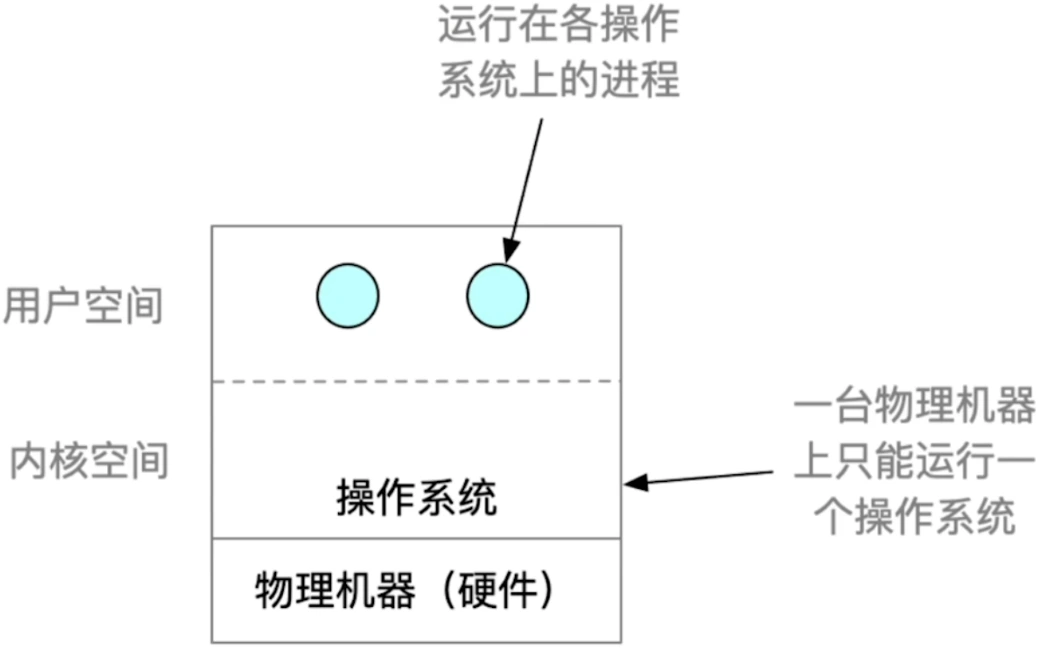 运行在各操作
系统上的进程
用户空间
内核空间
一台物理机器
上只能运行一
个操作系统
操作系统
物理机器（硬件）